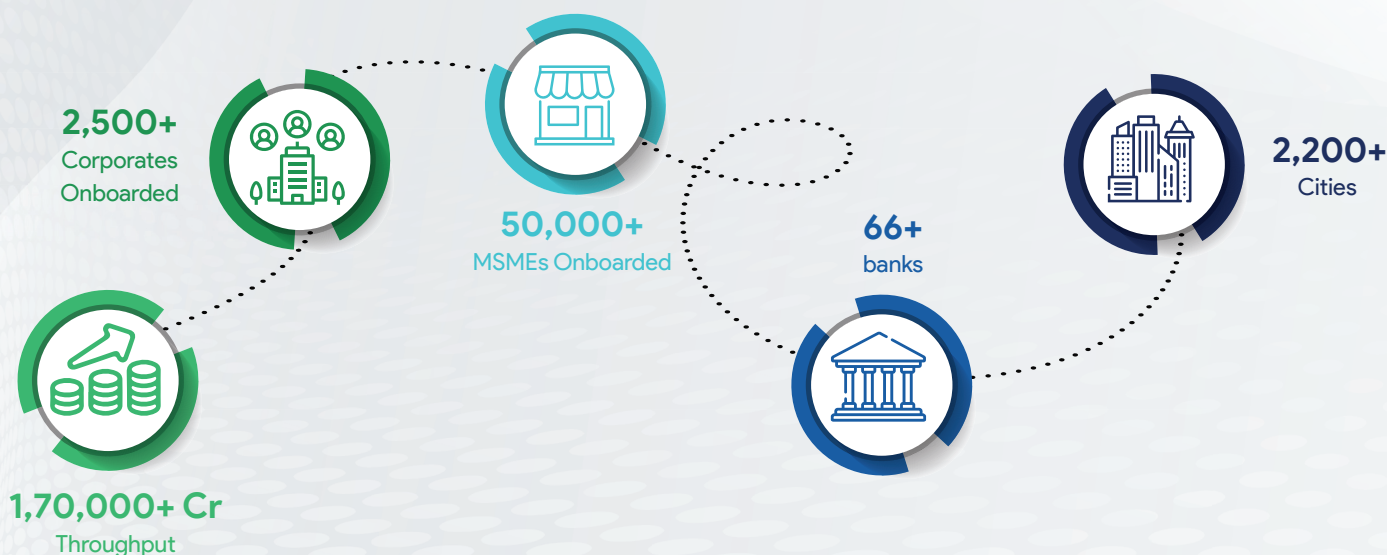 2,500+
Corporates
Onboarded
50,000+
MSMEs Onboarded
66+
banks
2,200+
Cities
1,70,000+ Cr
Throughput